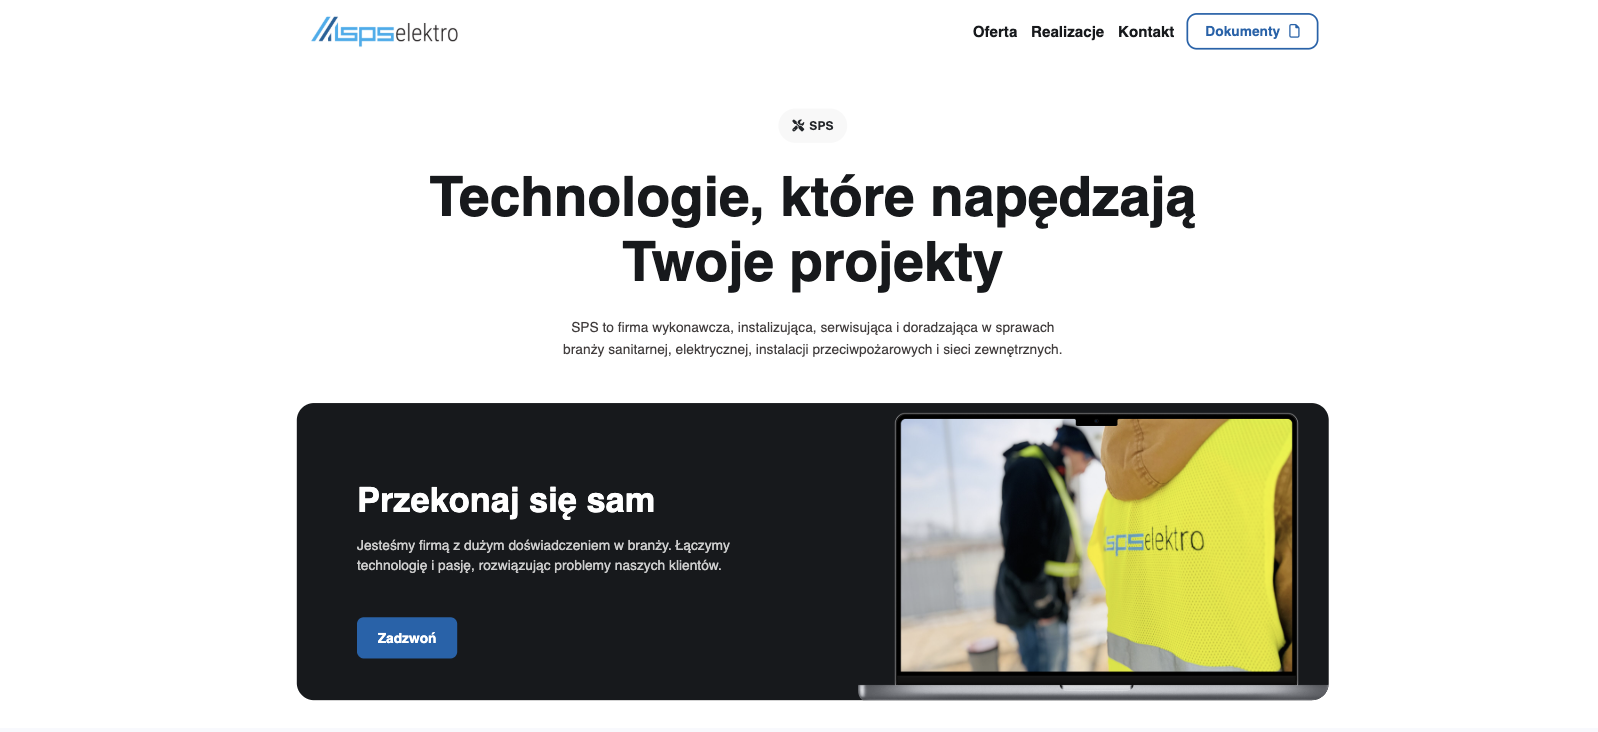 spselektro
Oferta Realizacje Kontakt Dokumenty
SPS
Technologie, które napędzają
Twoje projekty
SPS to firma wykonawcza, instalizująca, serwisująca i doradzająca w sprawach
branży sanitarnej, elektrycznej, instalacji przeciwpożarowych i sieci zewnętrznych.
Przekonaj się sam
Jesteśmy firmą z dużym doświadczeniem w branży. Łączymy
technologię i pasję, rozwiązując problemy naszych klientów.
Zadzwoń
spselektro